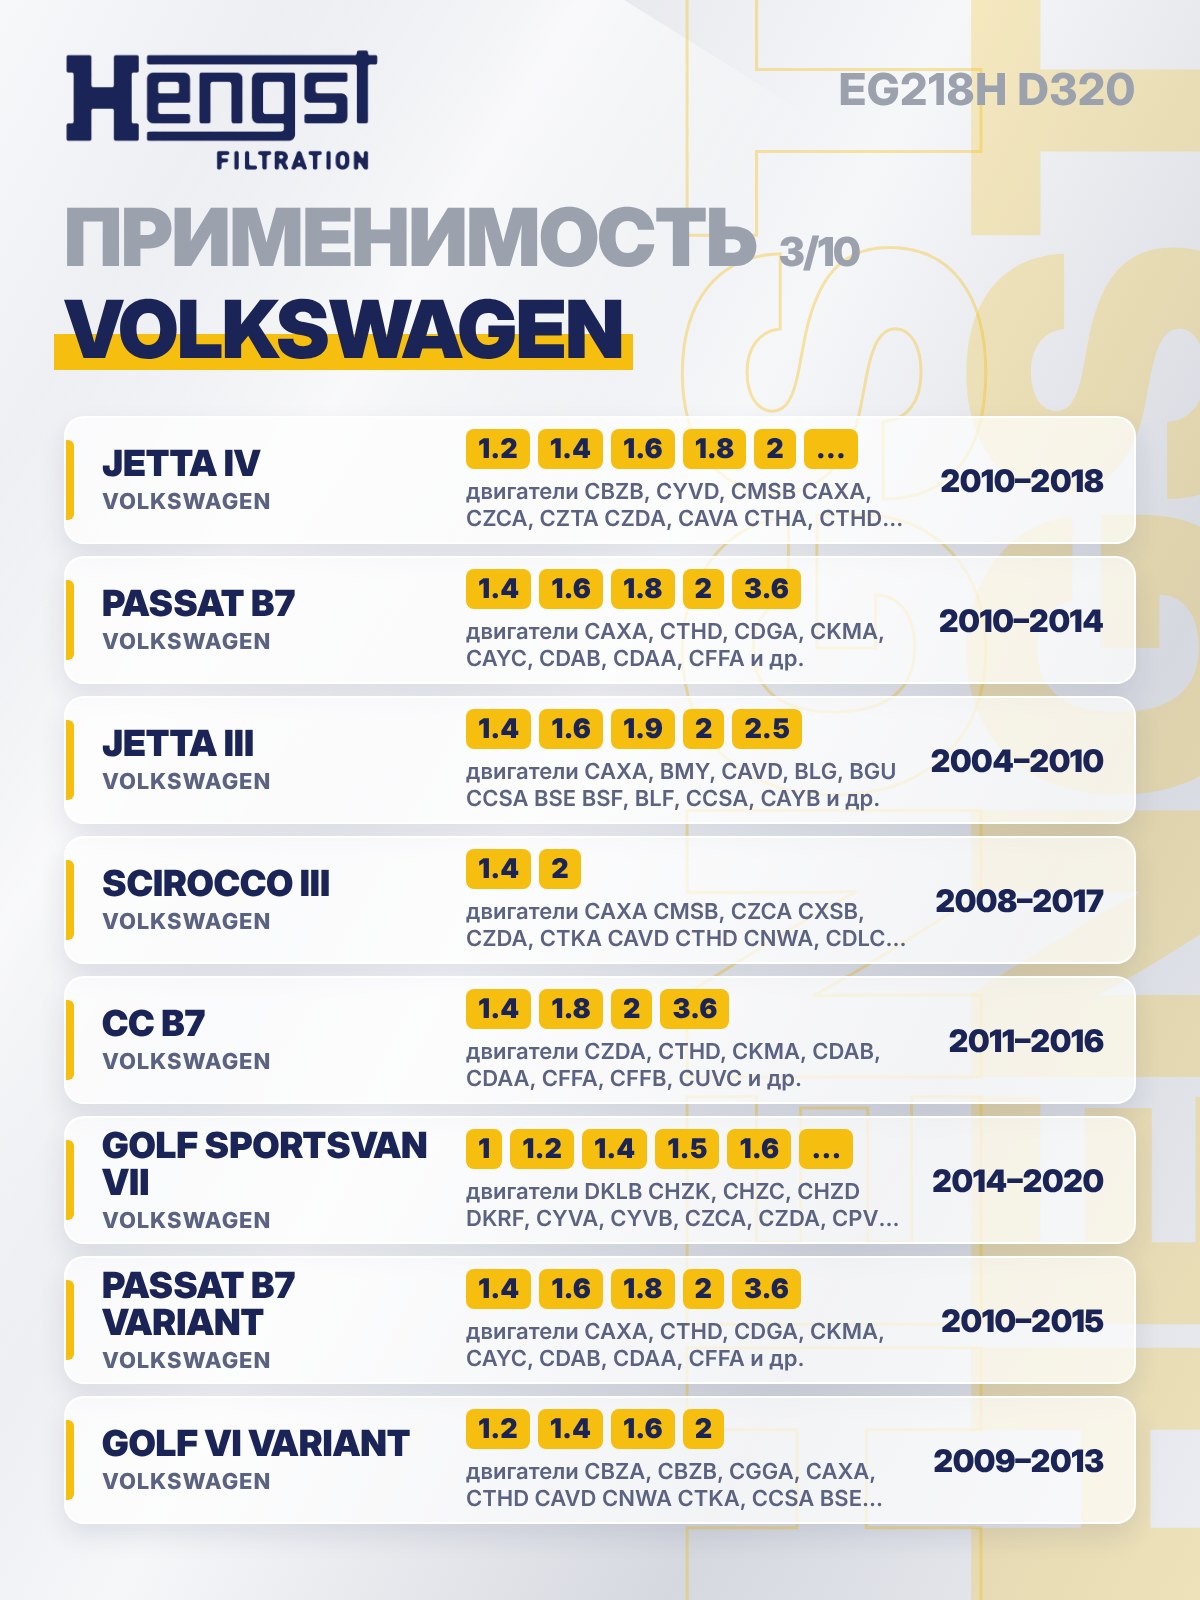 Hengst
FILTRATION
EG218H D320
ПРИМЕНИМОСТЬ 3/10
VOLKSWAGEN
JETTA IV
VOLKSWAGEN
1.2 1.4 1.6 1.8 2 ...
двигатели CBZB, CYVD, CMSB CAXA,
CZCA, CZTA CZDA, CAVA CTHA, CTHD...
2010–2018
PASSAT B7
VOLKSWAGEN
1.4 1.6 1.8 2 3.6
двигатели CAXA, CTHD, CDGA, CKMA,
CAYC, CDAB, CDAA, CFFA и др.
2010–2014
JETTA III
VOLKSWAGEN
1.4 1.6 1.9 2 2.5
двигатели CAXA, BMY, CAVD, BLG, BGU
CCSA BSE BSF, BLF, CCSA, CAYB и др.
2004–2010
SCIROCCO III
VOLKSWAGEN
1.4 2
двигатели CAXA CMSB, CZCA CXSB,
CZDA, CTKA CAVD CTHD CNWA, CDLC...
2008–2017
CC B7
VOLKSWAGEN
1.4 1.8 2 3.6
двигатели CZDA, CTHD, CKMA, CDAB,
CDAA, CFFA, CFFB, CUVC и др.
2011–2016
GOLF SPORTSVAN
VII
VOLKSWAGEN
1 1.2 1.4 1.5 1.6 ...
двигатели DKLB CHZK, CHZC, CHZD
DKRF, CYVA, CYVB, CZCA, CZDA, CPV...
2014–2020
PASSAT B7
VARIANT
VOLKSWAGEN
1.4 1.6 1.8 2 3.6
двигатели CAXA, CTHD, CDGA, CKMA,
CAYC, CDAB, CDAA, CFFA и др.
2010–2015
GOLF VI VARIANT
VOLKSWAGEN
1.2 1.4 1.6 2
двигатели CBZA, CBZB, CGGA, CAXA,
CTHD CAVD CNWA CTKA, CCSA BSE...
2009–2013
HENGST